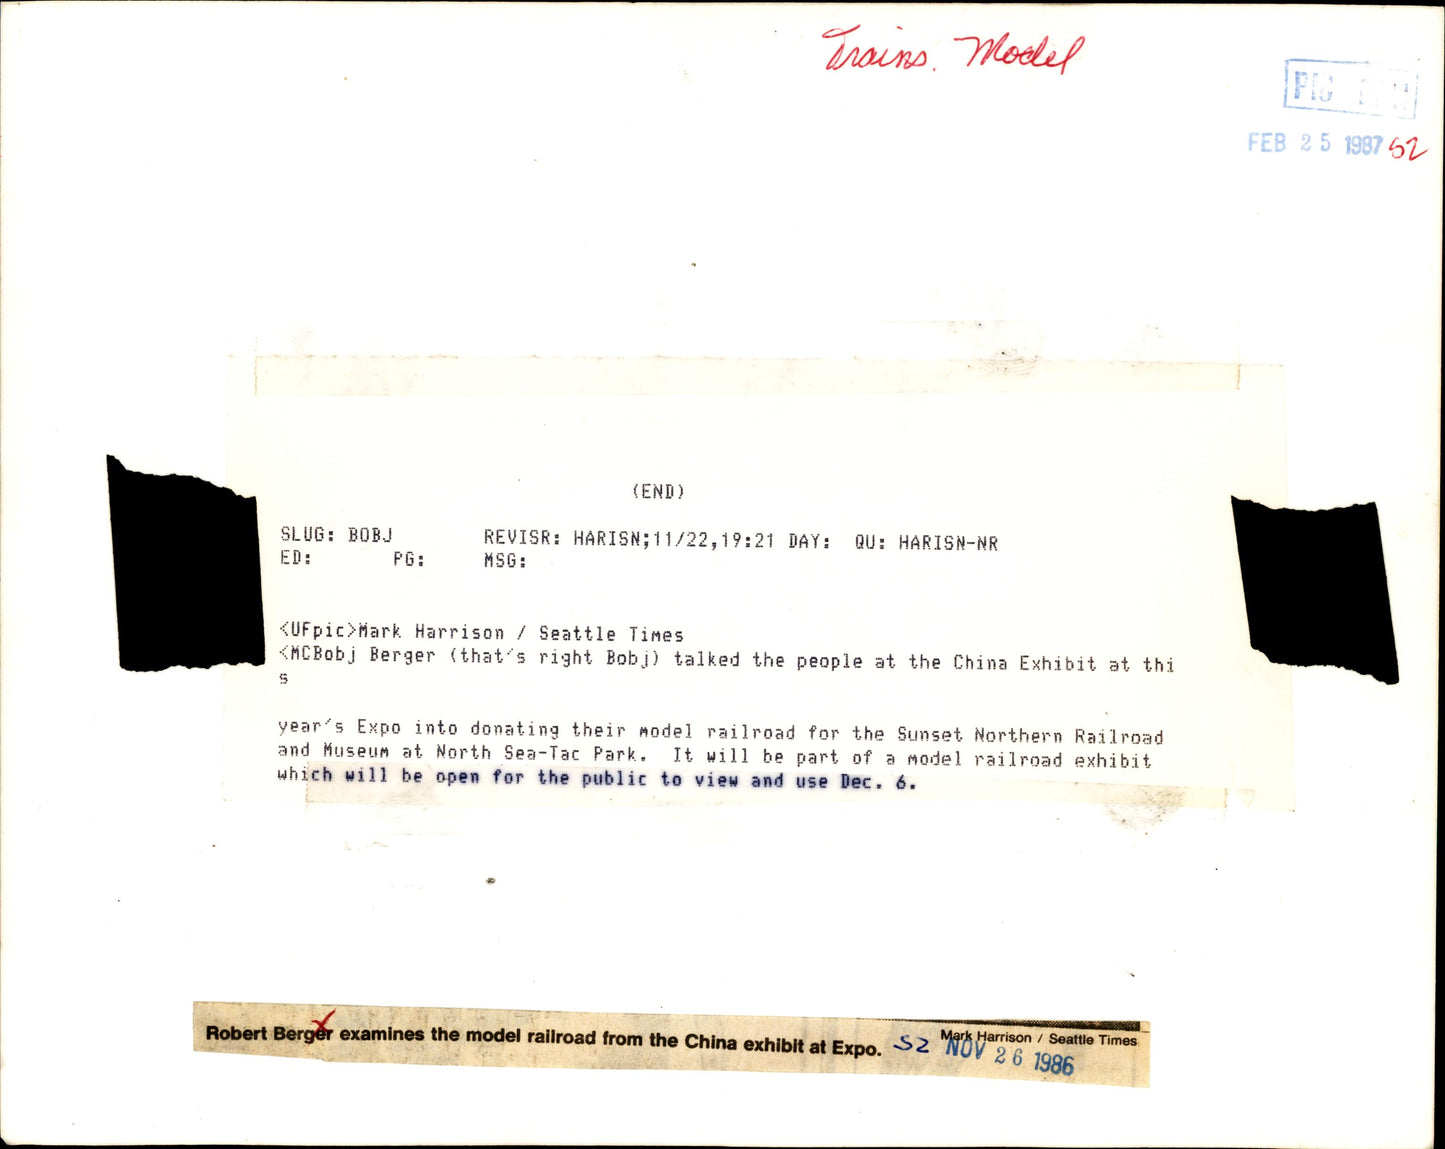 Trains. Model
PIC
FEB 25 1987 S2
(END)
SLUG: BOBJ REVISR: HARISN;11/22,19:21 DAY: QU: HARISN-NR
ED: PG: MSG:
<UFpic>Mark Harrison / Seattle Times
<MCBobj Berger (that's right Bobj) talked the people at the China Exhibit at thi
s
year's Expo into donating their model railroad for the Sunset Northern Railroad
and Museum at North Sea-Tac Park. It will be part of a model railroad exhibit
which will be open for the public to view and use Dec. 6.
Robert Berger examines the model railroad from the China exhibit at Expo. S2
Mark Harrison / Seattle Times
NOV 26 1986